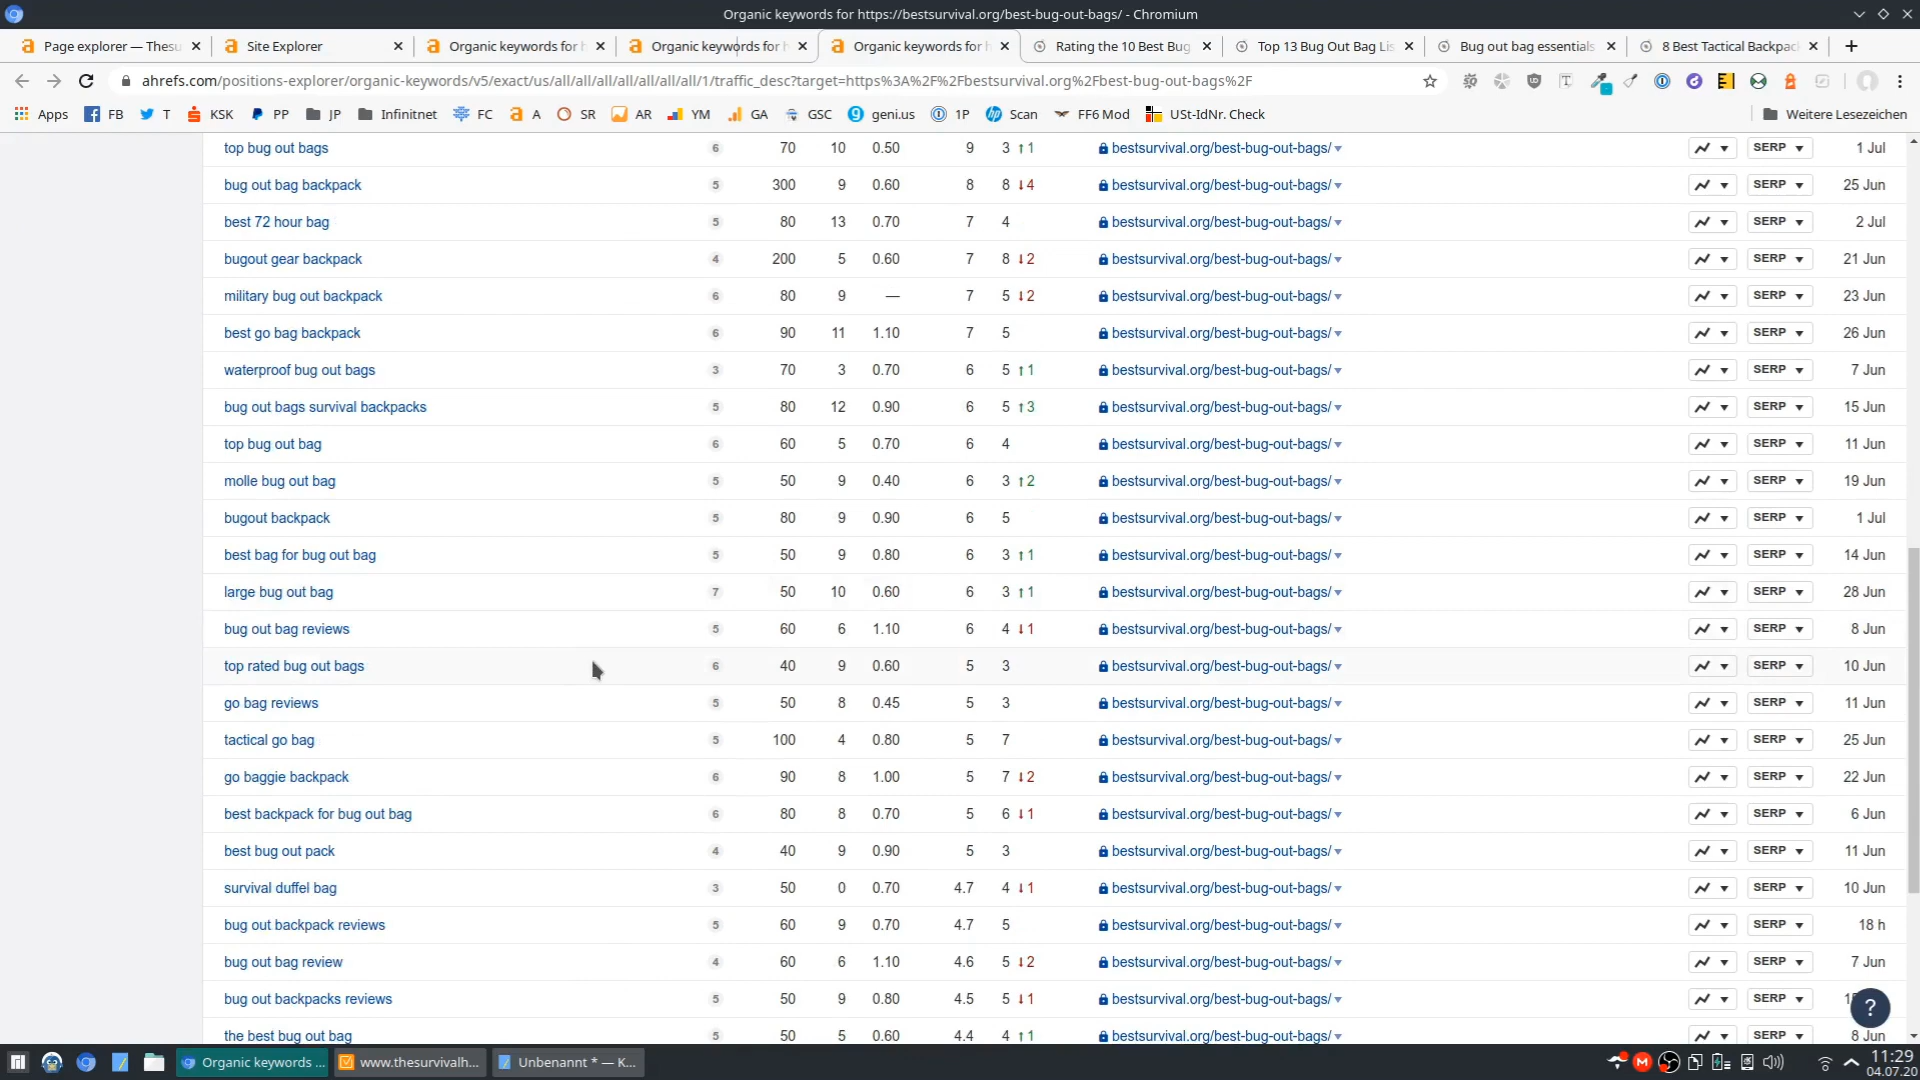 Organic keywords for https://bestsurvival.org/best-bug-out-bags/ - Chromium
Page explorer — Thesu
Site Explorer
Organic keywords for h
Organic keywords for h
Organic keywords for h
Rating the 10 Best Bug
Top 13 Bug Out Bag Lis
Bug out bag essentials
8 Best Tactical Backpac
ahrefs.com/positions-explorer/organic-keywords/v5/exact/us/all/all/all/all/all/all/all/1/traffic_desc?target=https%3A%2F%2Fbestsurvival.org%2Fbest-bug-out-bags%2F
Apps FB T KSK PP JP Infinitnet FC A SR AR YM GA GSC geni.us 1P Scan FF6 Mod USt-IdNr. Check Weitere Lesezeichen
top bug out bags 6 70 10 0.50 9 3 ↑1 bestsurvival.org/best-bug-out-bags/ SERP 1 Jul
bug out bag backpack 5 300 9 0.60 8 8 ↓4 bestsurvival.org/best-bug-out-bags/ SERP 25 Jun
best 72 hour bag 5 80 13 0.70 7 4 bestsurvival.org/best-bug-out-bags/ SERP 2 Jul
bugout gear backpack 4 200 5 0.60 7 8 ↓2 bestsurvival.org/best-bug-out-bags/ SERP 21 Jun
military bug out backpack 6 80 9 — 7 5 ↓2 bestsurvival.org/best-bug-out-bags/ SERP 23 Jun
best go bag backpack 6 90 11 1.10 7 5 bestsurvival.org/best-bug-out-bags/ SERP 26 Jun
waterproof bug out bags 3 70 3 0.70 6 5 ↑1 bestsurvival.org/best-bug-out-bags/ SERP 7 Jun
bug out bags survival backpacks 5 80 12 0.90 6 5 ↑3 bestsurvival.org/best-bug-out-bags/ SERP 15 Jun
top bug out bag 6 60 5 0.70 6 4 bestsurvival.org/best-bug-out-bags/ SERP 11 Jun
molle bug out bag 5 50 9 0.40 6 3 ↑2 bestsurvival.org/best-bug-out-bags/ SERP 19 Jun
bugout backpack 5 80 9 0.90 6 5 bestsurvival.org/best-bug-out-bags/ SERP 1 Jul
best bag for bug out bag 5 50 9 0.80 6 3 ↑1 bestsurvival.org/best-bug-out-bags/ SERP 14 Jun
large bug out bag 7 50 10 0.60 6 3 ↑1 bestsurvival.org/best-bug-out-bags/ SERP 28 Jun
bug out bag reviews 5 60 6 1.10 6 4 ↓1 bestsurvival.org/best-bug-out-bags/ SERP 8 Jun
top rated bug out bags 6 40 9 0.60 5 3 bestsurvival.org/best-bug-out-bags/ SERP 10 Jun
go bag reviews 5 50 8 0.45 5 3 bestsurvival.org/best-bug-out-bags/ SERP 11 Jun
tactical go bag 5 100 4 0.80 5 7 bestsurvival.org/best-bug-out-bags/ SERP 25 Jun
go baggie backpack 6 90 8 1.00 5 7 ↓2 bestsurvival.org/best-bug-out-bags/ SERP 22 Jun
best backpack for bug out bag 6 80 8 0.70 5 6 ↓1 bestsurvival.org/best-bug-out-bags/ SERP 6 Jun
best bug out pack 4 40 9 0.90 5 3 bestsurvival.org/best-bug-out-bags/ SERP 11 Jun
survival duffel bag 3 50 0 0.70 4.7 4 ↓1 bestsurvival.org/best-bug-out-bags/ SERP 10 Jun
bug out backpack reviews 5 60 9 0.70 4.7 5 bestsurvival.org/best-bug-out-bags/ SERP 18 h
bug out bag review 4 60 6 1.10 4.6 5 ↓2 bestsurvival.org/best-bug-out-bags/ SERP 7 Jun
bug out backpacks reviews 5 50 9 0.80 4.5 5 ↓1 bestsurvival.org/best-bug-out-bags/ SERP
the best bug out bag 5 50 5 0.60 4.4 4 ↑1 bestsurvival.org/best-bug-out-bags/ SERP 8 Jun
?
Organic keywords ...
www.thesurvivalh...
Unbenannt * — K...
11:29
04.07.20